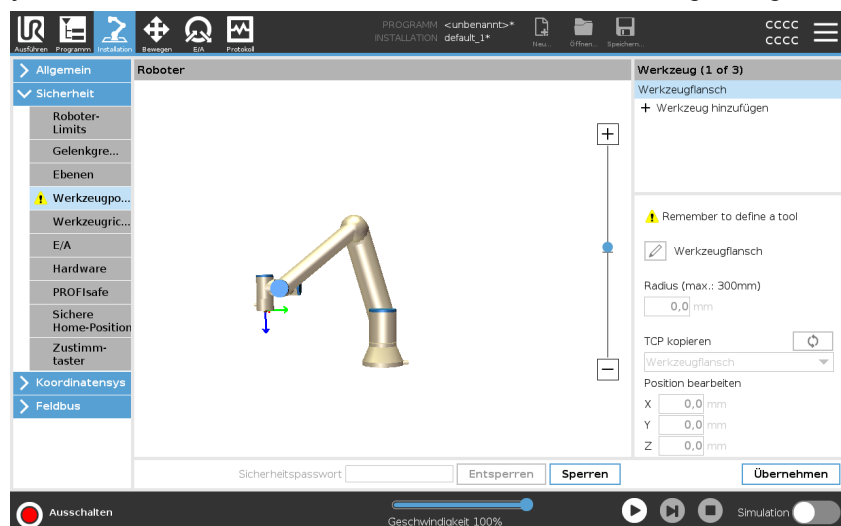 PROGRAMM <unbenannt>*
INSTALLATION default_1*
Ausführen Programm Installation Bewegen E/A Protokoll
Neu... Öffnen... Speichern...
CCCC
CCCC
Allgemein
Sicherheit
Roboter-
Limits
Gelenkgre...
Ebenen
Werkzeugpo...
Werkzeugric...
E/A
Hardware
PROFIsafe
Sichere
Home-Position
Zustimm-
taster
Koordinatensys
Feldbus
Roboter
Sicherheitspasswort Entsperren Sperren
Werkzeug (1 of 3)
Werkzeugflansch
+ Werkzeug hinzufügen
Remember to define a tool
Werkzeugflansch
Radius (max.: 300mm)
0,0 mm
TCP kopieren
Werkzeugflansch
Position bearbeiten
X 0,0 mm
Y 0,0 mm
Z 0,0 mm
Übernehmen
Ausschalten
Geschwindigkeit 100%
Simulation